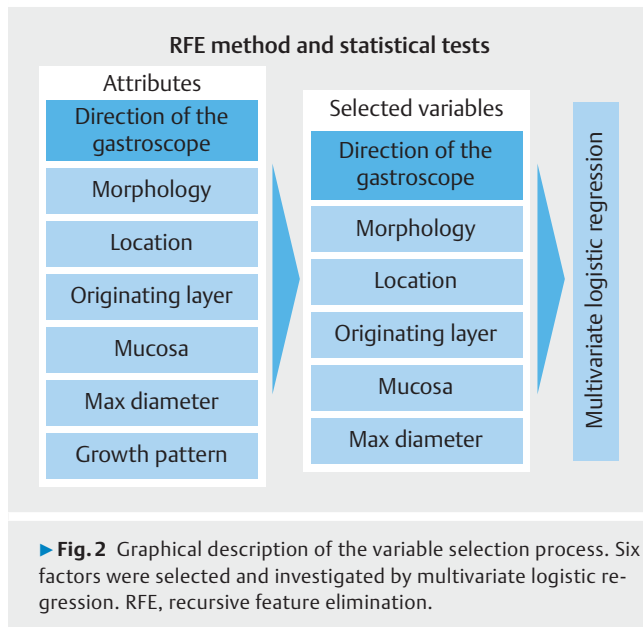 RFE method and statistical tests
Attributes
Direction of the
gastroscope
Morphology
Location
Originating layer
Mucosa
Max diameter
Growth pattern
Selected variables
Direction of the
gastroscope
Morphology
Location
Originating layer
Mucosa
Max diameter
Multivariate logistic regression
▶Fig. 2 Graphical description of the variable selection process. Six
factors were selected and investigated by multivariate logistic re-
gression. RFE, recursive feature elimination.